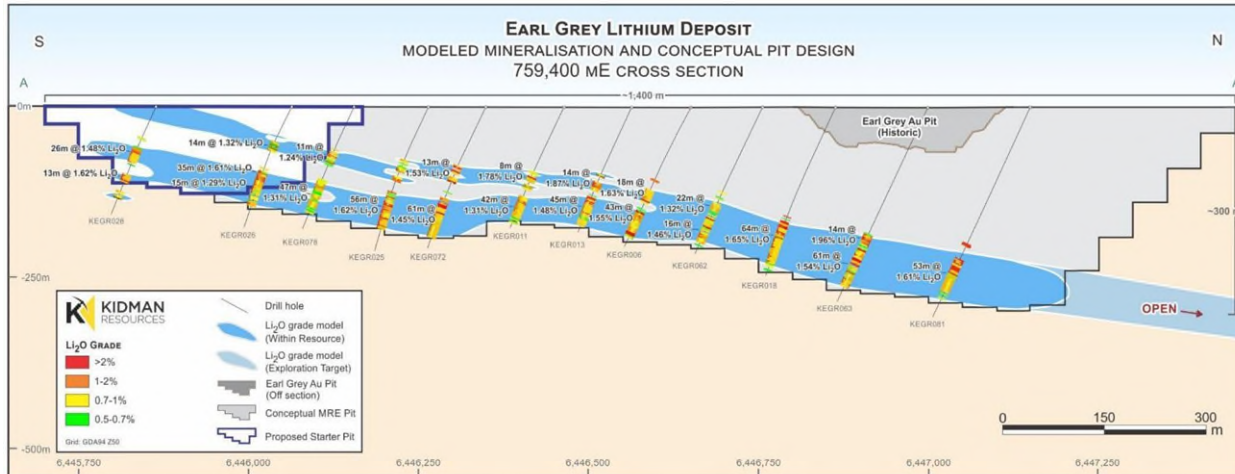 EARL GREY LITHIUM DEPOSIT
MODELED MINERALISATION AND CONCEPTUAL PIT DESIGN
759,400 mE CROSS SECTION
S
N
A
0m
~1,400 m
Earl Grey Au Pit
(Historic)
26m @ 1.48% Li₂O
13m @ 1.62% Li₂O
14m @ 1.32% Li₂O
35m @ 1.61% Li₂O
15m @ 1.29% Li₂O
11m @
1.24% Li₂O
47m @
1.31% Li₂O
56m @
1.62% Li₂O
13m @
1.53% Li₂O
61m @
1.45% Li₂O
8m @
1.78% Li₂O
42m @
1.31% Li₂O
14m @
1.87% Li₂O
45m @
1.48% Li₂O
18m @
1.63% Li₂O
43m @
1.55% Li₂O
22m @
1.32% Li₂O
16m @
1.46% Li₂O
64m @
1.65% Li₂O
14m @
1.96% Li₂O
61m @
1.54% Li₂O
53m @
1.61% Li₂O
~300 m
KEGR028
KEGR026
KEGR078
KEGR025
KEGR072
KEGR011
KEGR013
KEGR006
KEGR062
KEGR018
KEGR063
KEGR081
-250m
OPEN
KIDMAN
RESOURCES
Li₂O GRADE
>2%
1-2%
0.7-1%
0.5-0.7%
Grid: GDA94 Z50
Drill hole
Li₂O grade model
(Within Resource)
Li₂O grade model
(Exploration Target)
Earl Grey Au Pit
(Off section)
Conceptual MRE Pit
Proposed Starter Pit
0 150 300
m
-500m
6,445,750 6,446,000 6,446,250 6,446,500 6,446,750 6,447,000 6,447,250